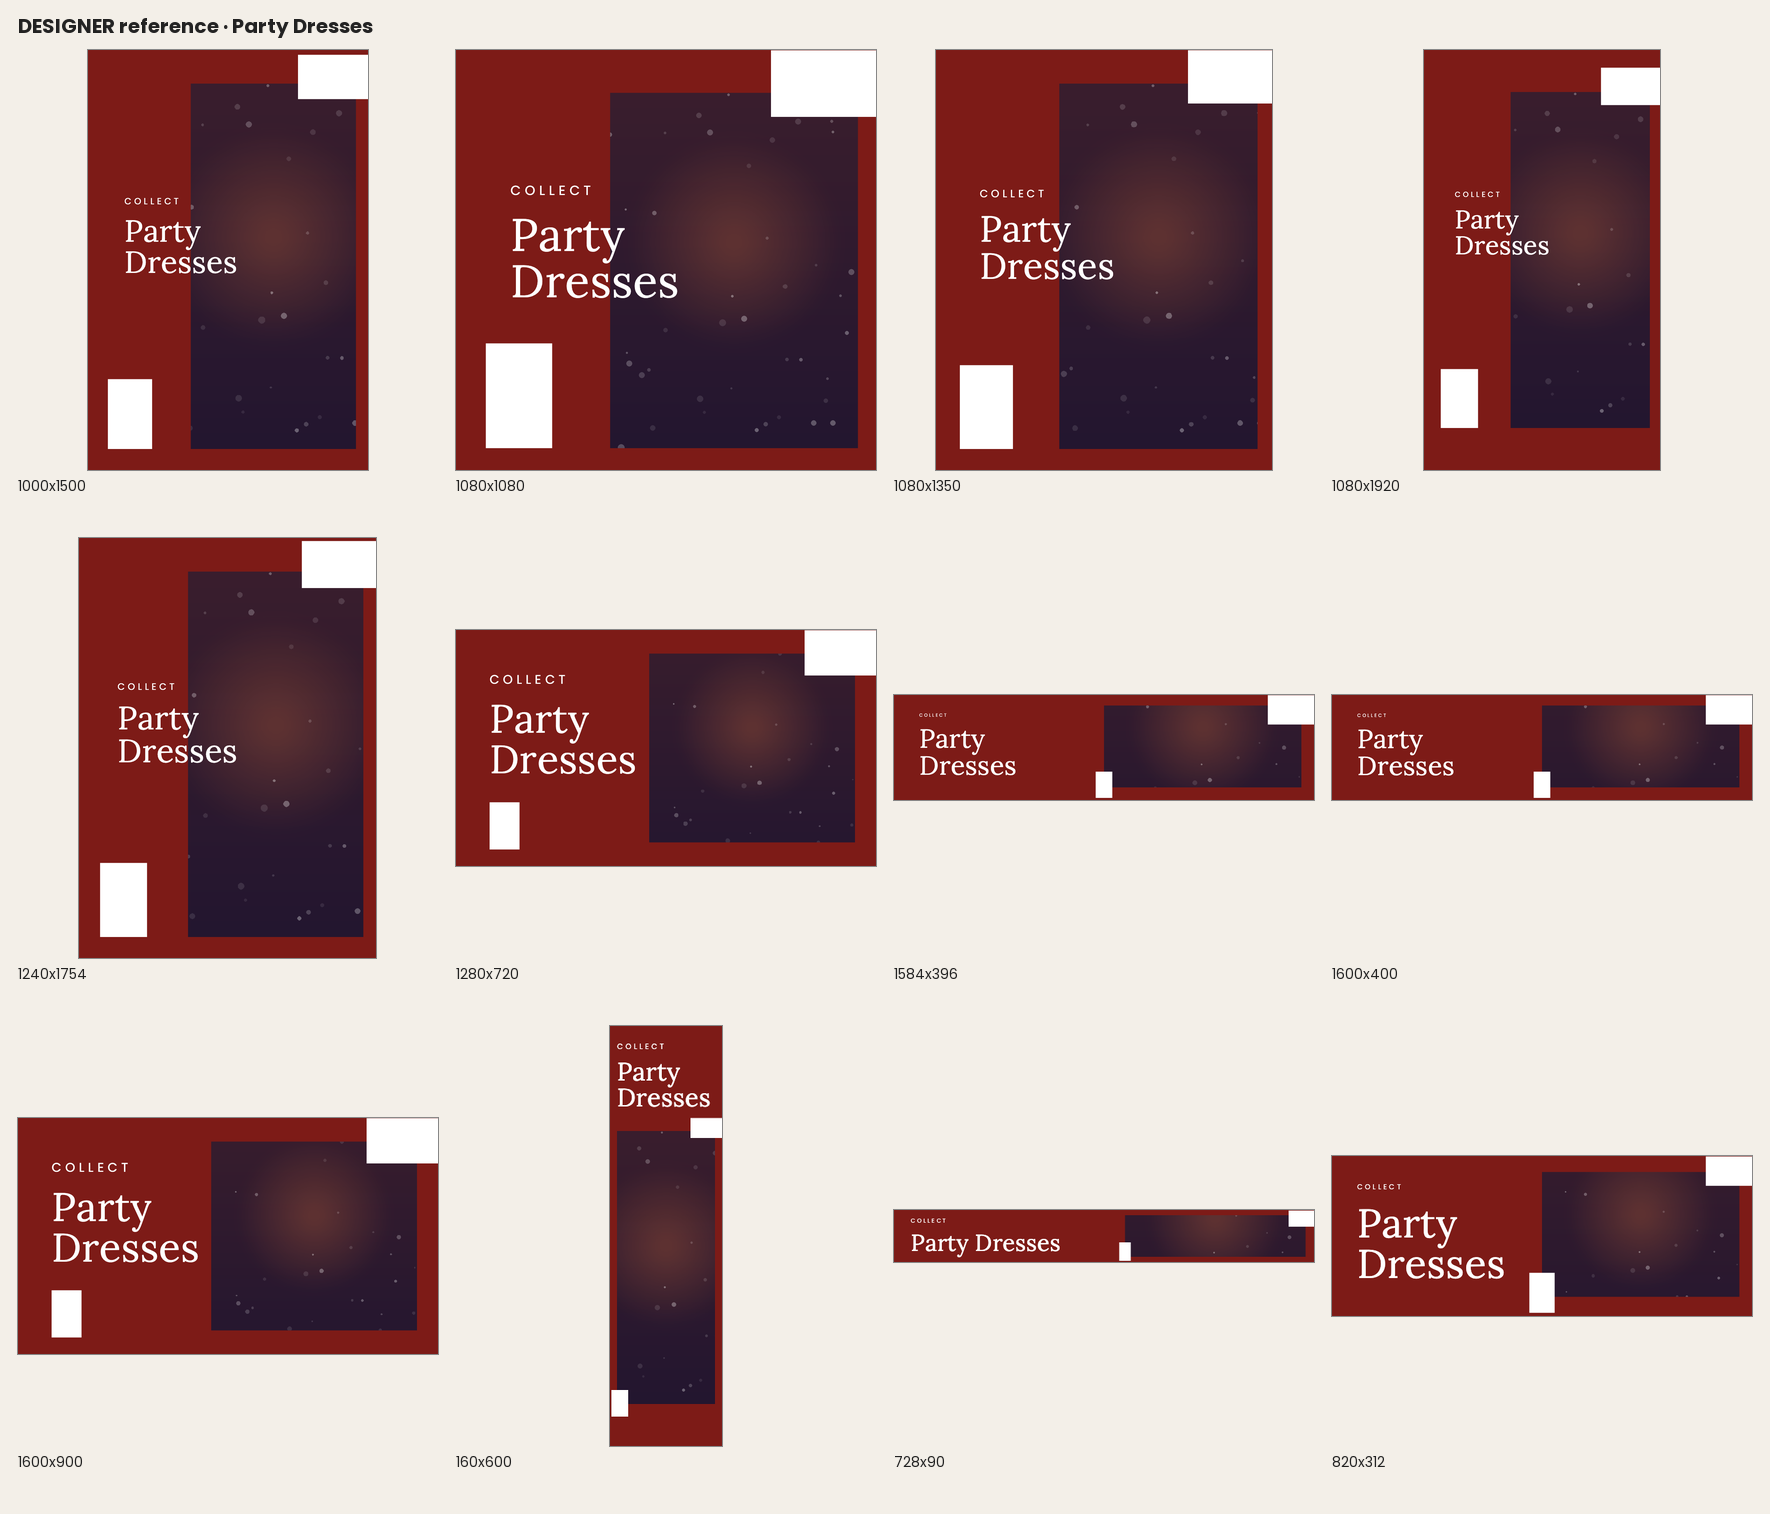 DESIGNER reference · Party Dresses
COLLECT
Party
Dresses
1000x1500
COLLECT
Party
Dresses
1080x1080
COLLECT
Party
Dresses
1080x1350
COLLECT
Party
Dresses
1080x1920
COLLECT
Party
Dresses
1240x1754
COLLECT
Party
Dresses
1280x720
COLLECT
Party
Dresses
1584x396
COLLECT
Party
Dresses
1600x400
COLLECT
Party
Dresses
1600x900
COLLECT
Party
Dresses
160x600
COLLECT
Party Dresses
728x90
COLLECT
Party
Dresses
820x312